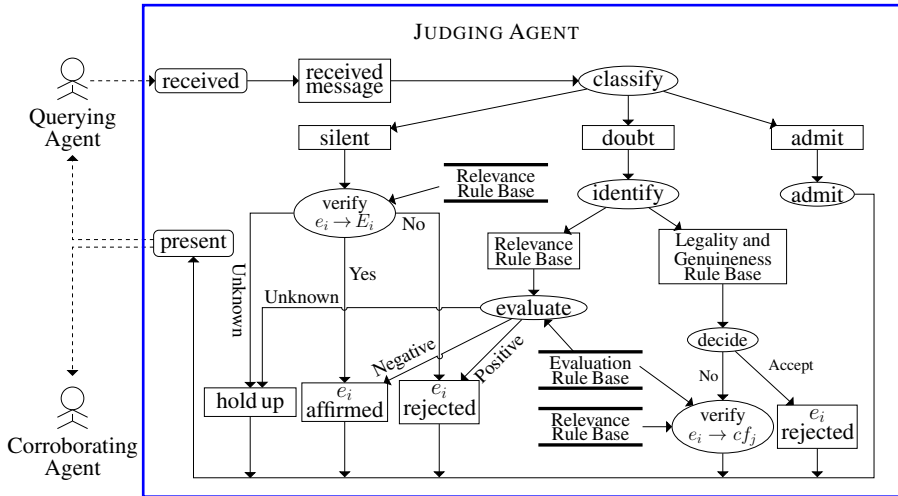 JUDGING AGENT
received
received
message
classify
Querying
Agent
silent
doubt
admit
Relevance
Rule Base
identify
admit
verify
e_i → E_i
No
present
Relevance
Rule Base
Legality and
Genuineness
Rule Base
Unknown
Yes
Unknown
evaluate
Negative
Positive
decide
Evaluation
Rule Base
No
Accept
hold up
e_i
affirmed
e_i
rejected
Relevance
Rule Base
verify
e_i → cf_j
e_i
rejected
Corroborating
Agent